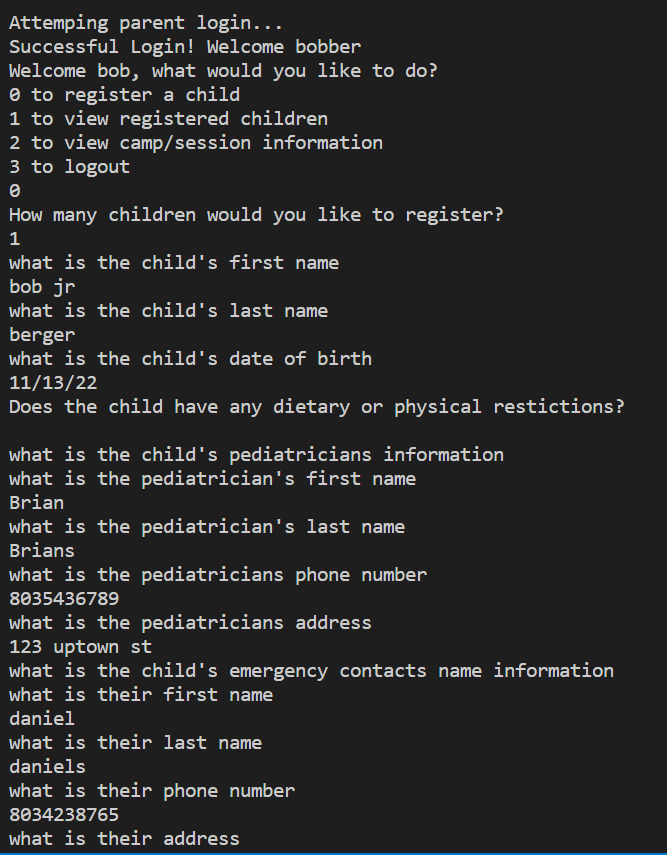 Attemping parent login...
Successful Login! Welcome bobber
Welcome bob, what would you like to do?
0 to register a child
1 to view registered children
2 to view camp/session information
3 to logout
0
How many children would you like to register?
1
what is the child's first name
bob jr
what is the child's last name
berger
what is the child's date of birth
11/13/22
Does the child have any dietary or physical restictions?
what is the child's pediatricians information
what is the pediatrician's first name
Brian
what is the pediatrician's last name
Brians
what is the pediatricians phone number
8035436789
what is the pediatricians address
123 uptown st
what is the child's emergency contacts name information
what is their first name
daniel
what is their last name
daniels
what is their phone number
8034238765
what is their address